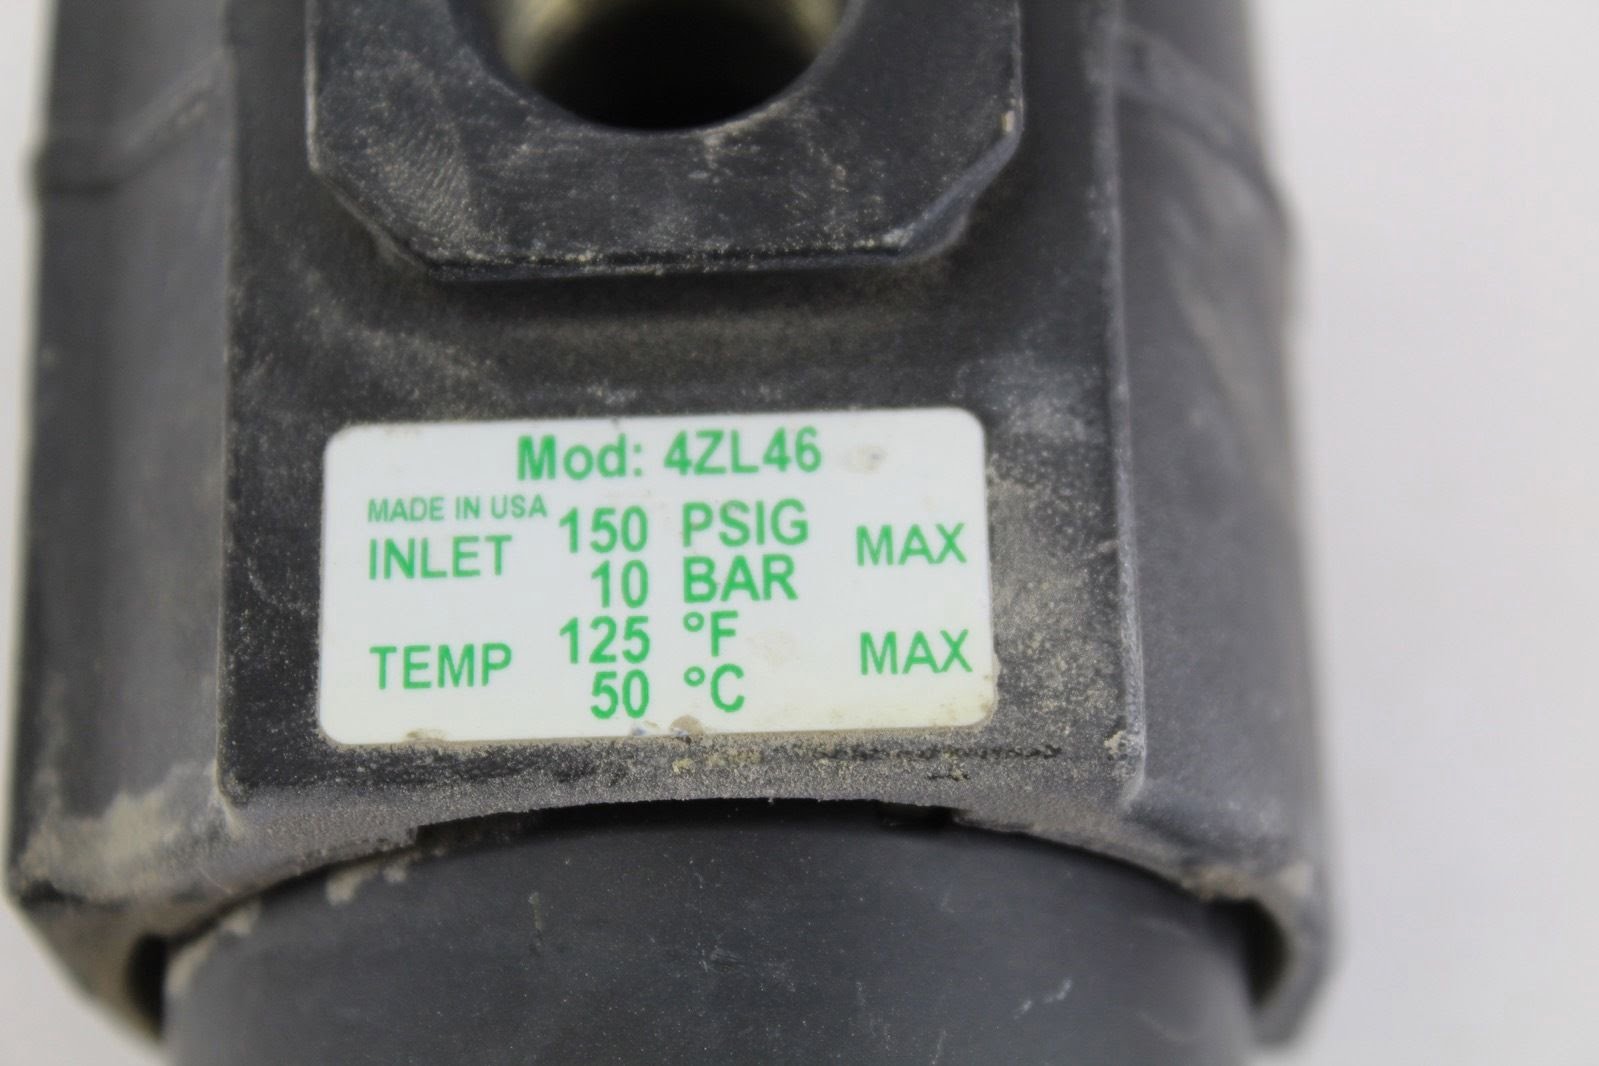 Mod: 4ZL46
MADE IN USA
INLET 150 PSIG MAX
10 BAR
TEMP 125 °F MAX
50 °C